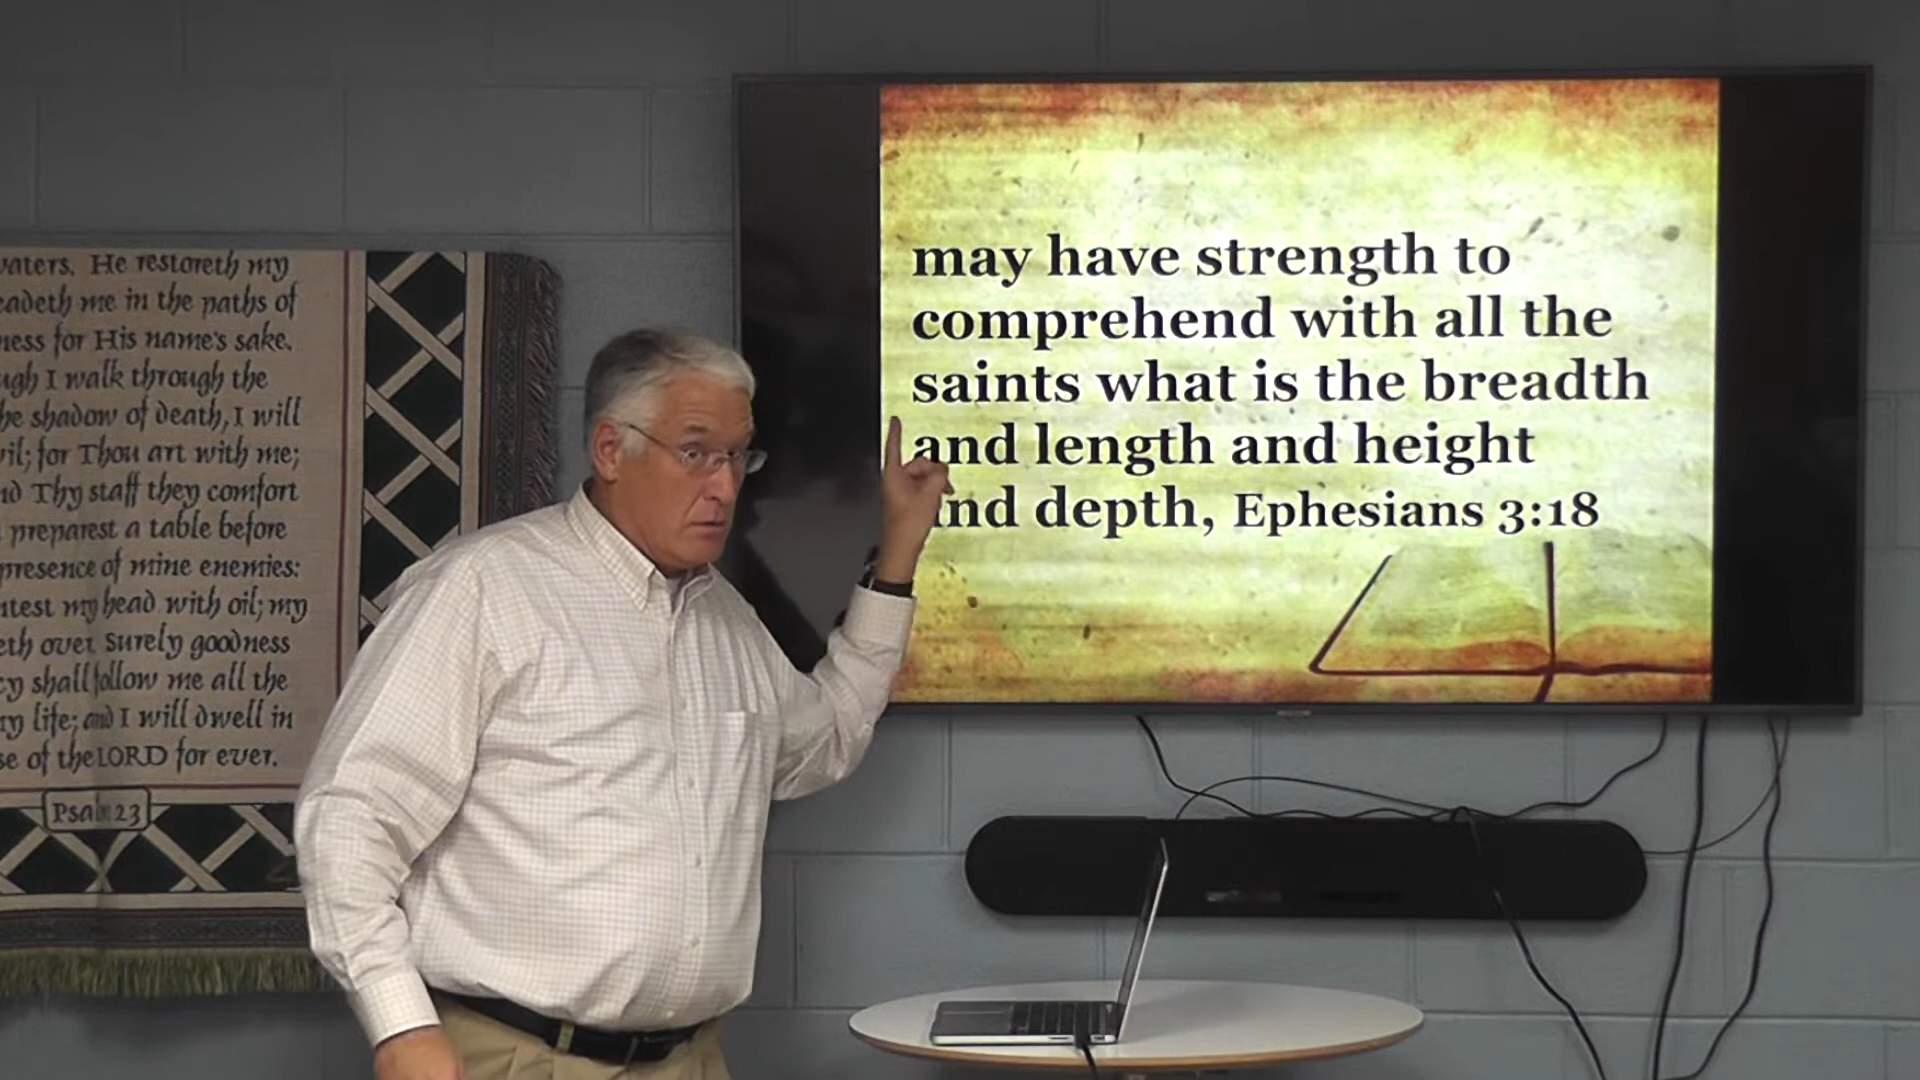 waters. He restoreth my
eadeth me in the paths of
ness for His name's sake.
ugh I walk through the
he shadow of death, I will
vil; for Thou art with me;
nd Thy staff they comfort
preparest a table before
presence of mine enemies:
ntest my head with oil; my
eth over. Surely goodness
cy shall follow me all the
my life; and I will dwell in
se of the LORD for ever.
Psalm 23
may have strength to
comprehend with all the
saints what is the breadth
and length and height
and depth, Ephesians 3:18